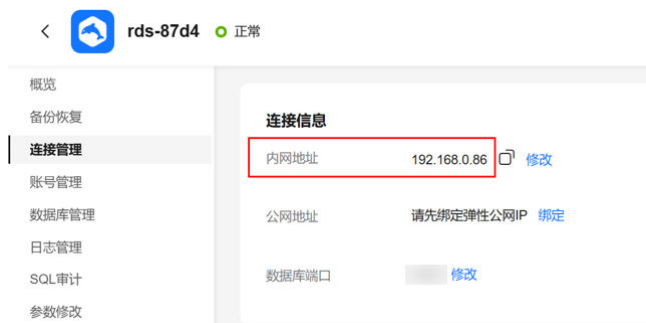 rds-87d4 正常
概览
备份恢复
连接管理
账号管理
数据库管理
日志管理
SQL审计
参数修改
连接信息
内网地址 192.168.0.86 修改
公网地址 请先绑定弹性公网IP 绑定
数据库端口 修改